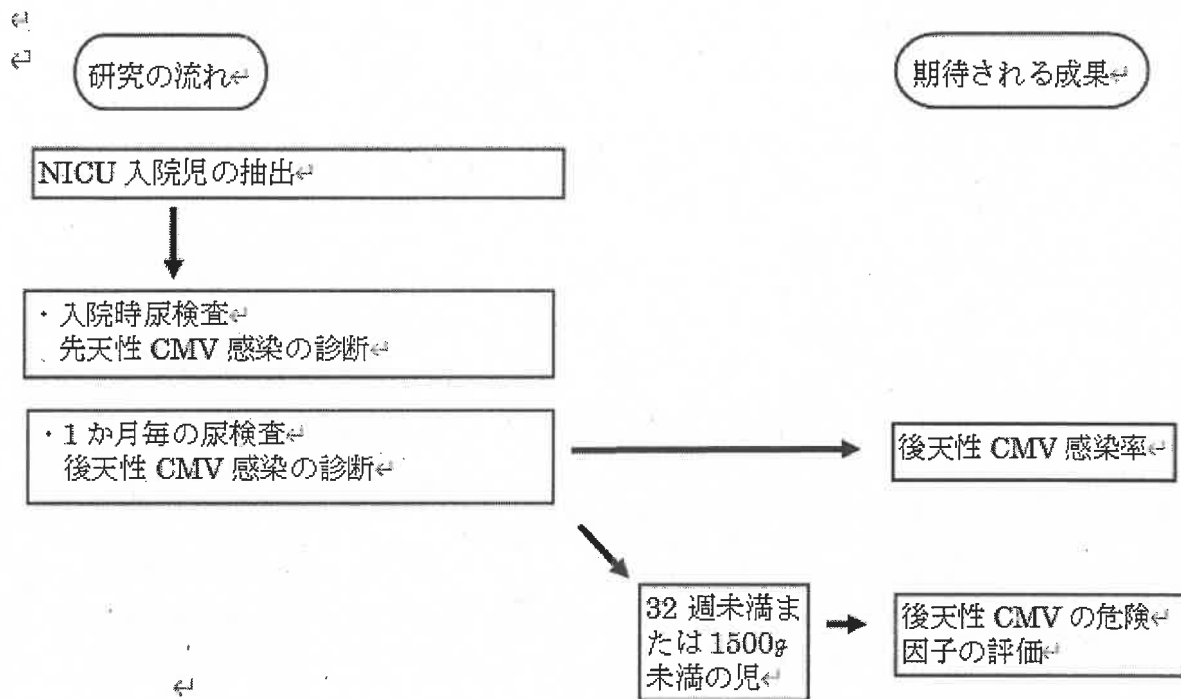 研究の流れ
期待される成果
NICU 入院児の抽出
・入院時尿検査
先天性 CMV 感染の診断
・1 か月毎の尿検査
後天性 CMV 感染の診断
後天性 CMV 感染率
32 週未満ま
たは 1500g
未満の児
後天性 CMV の危険
因子の評価